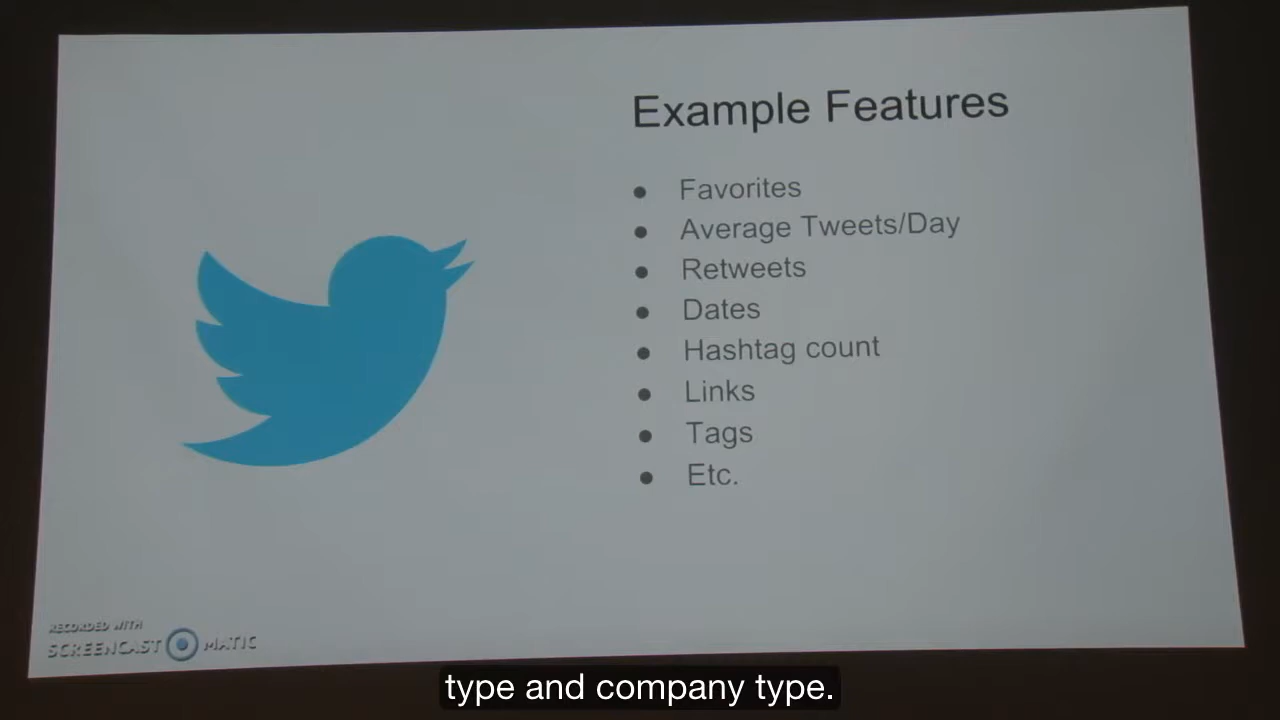 Example Features
● Favorites
● Average Tweets/Day
● Retweets
● Dates
● Hashtag count
● Links
● Tags
● Etc.
RECORDED WITH
SCREENCAST MATIC
type and company type.